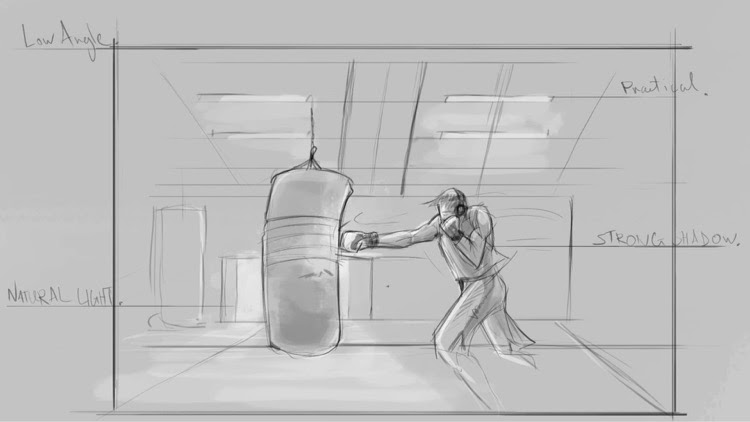 Low Angle.
Practical.
STRONG SHADOW.
NATURAL LIGHT.